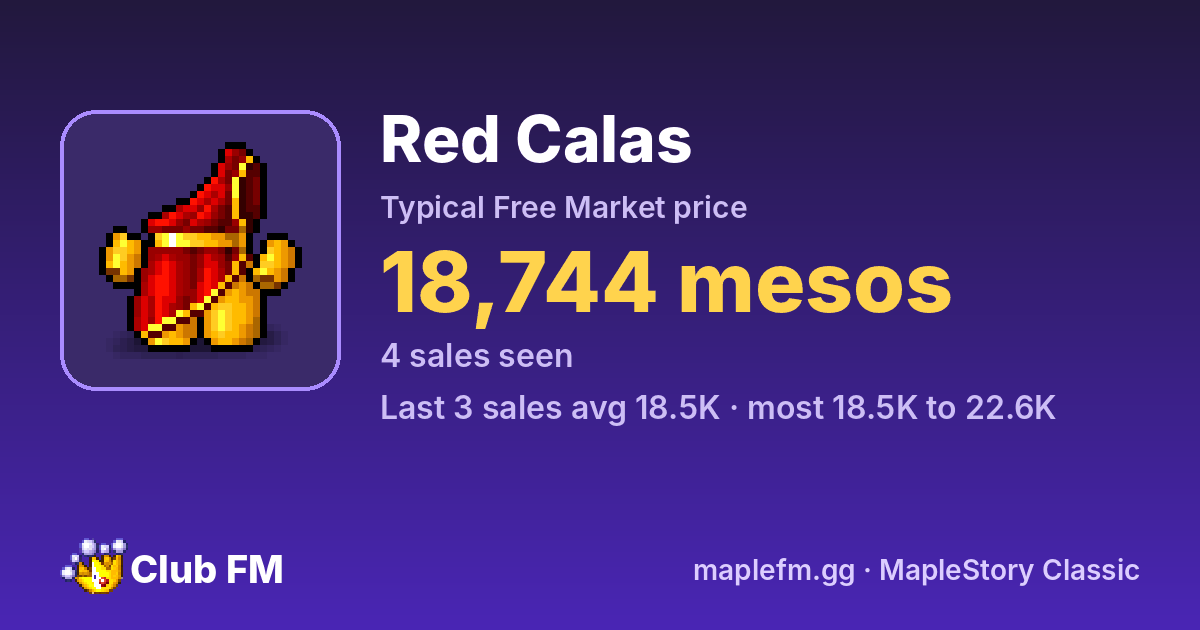 Red Calas
Typical Free Market price
18,744 mesos
4 sales seen
Last 3 sales avg 18.5K · most 18.5K to 22.6K
Club FM
maplefm.gg · MapleStory Classic